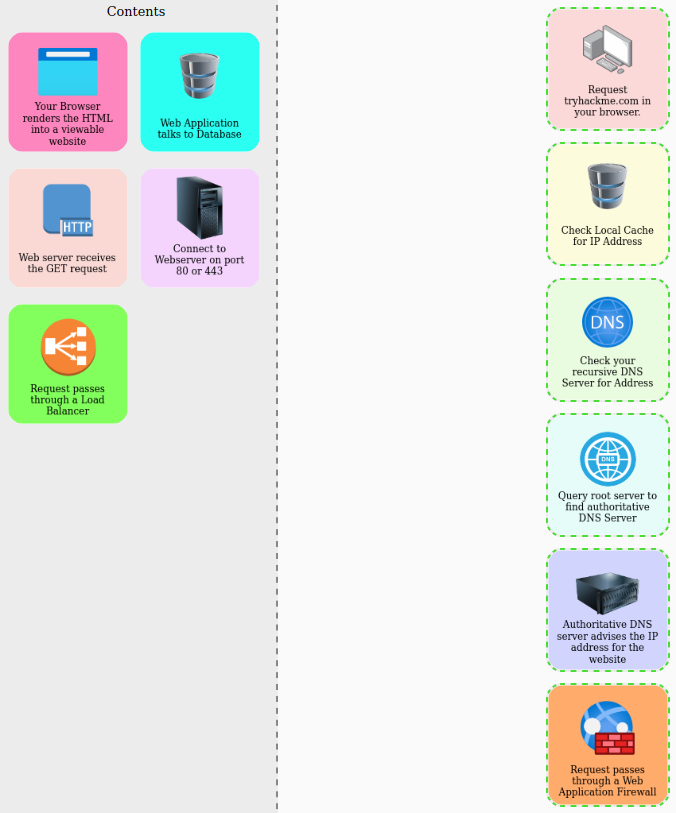 Contents
Your Browser
renders the HTML
into a viewable
website
Web Application
talks to Database
HTTP
Web server receives
the GET request
Connect to
Webserver on port
80 or 443
Request passes
through a Load
Balancer
Request
tryhackme.com in
your browser.
Check Local Cache
for IP Address
DNS
Check your
recursive DNS
Server for Address
DNS
Query root server to
find authoritative
DNS Server
Authoritative DNS
server advises the IP
address for the
website
Request passes
through a Web
Application Firewall